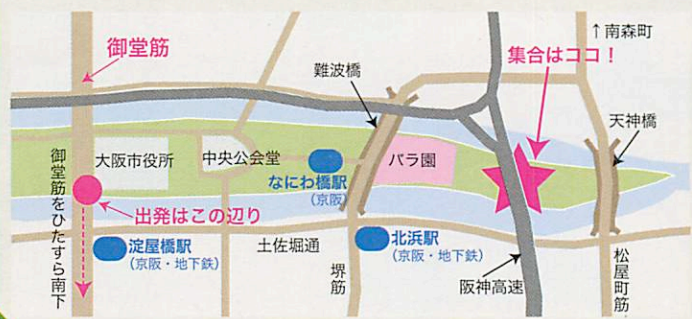 ↑南森町
御堂筋
集合はココ!
難波橋
天神橋
大阪市役所
中央公会堂
バラ園
なにわ橋駅
(京阪)
出発はこの辺り
御堂筋をひたすら南下
淀屋橋駅
(京阪・地下鉄)
土佐堀通
北浜駅
(京阪・地下鉄)
堺筋
阪神高速
松屋町筋